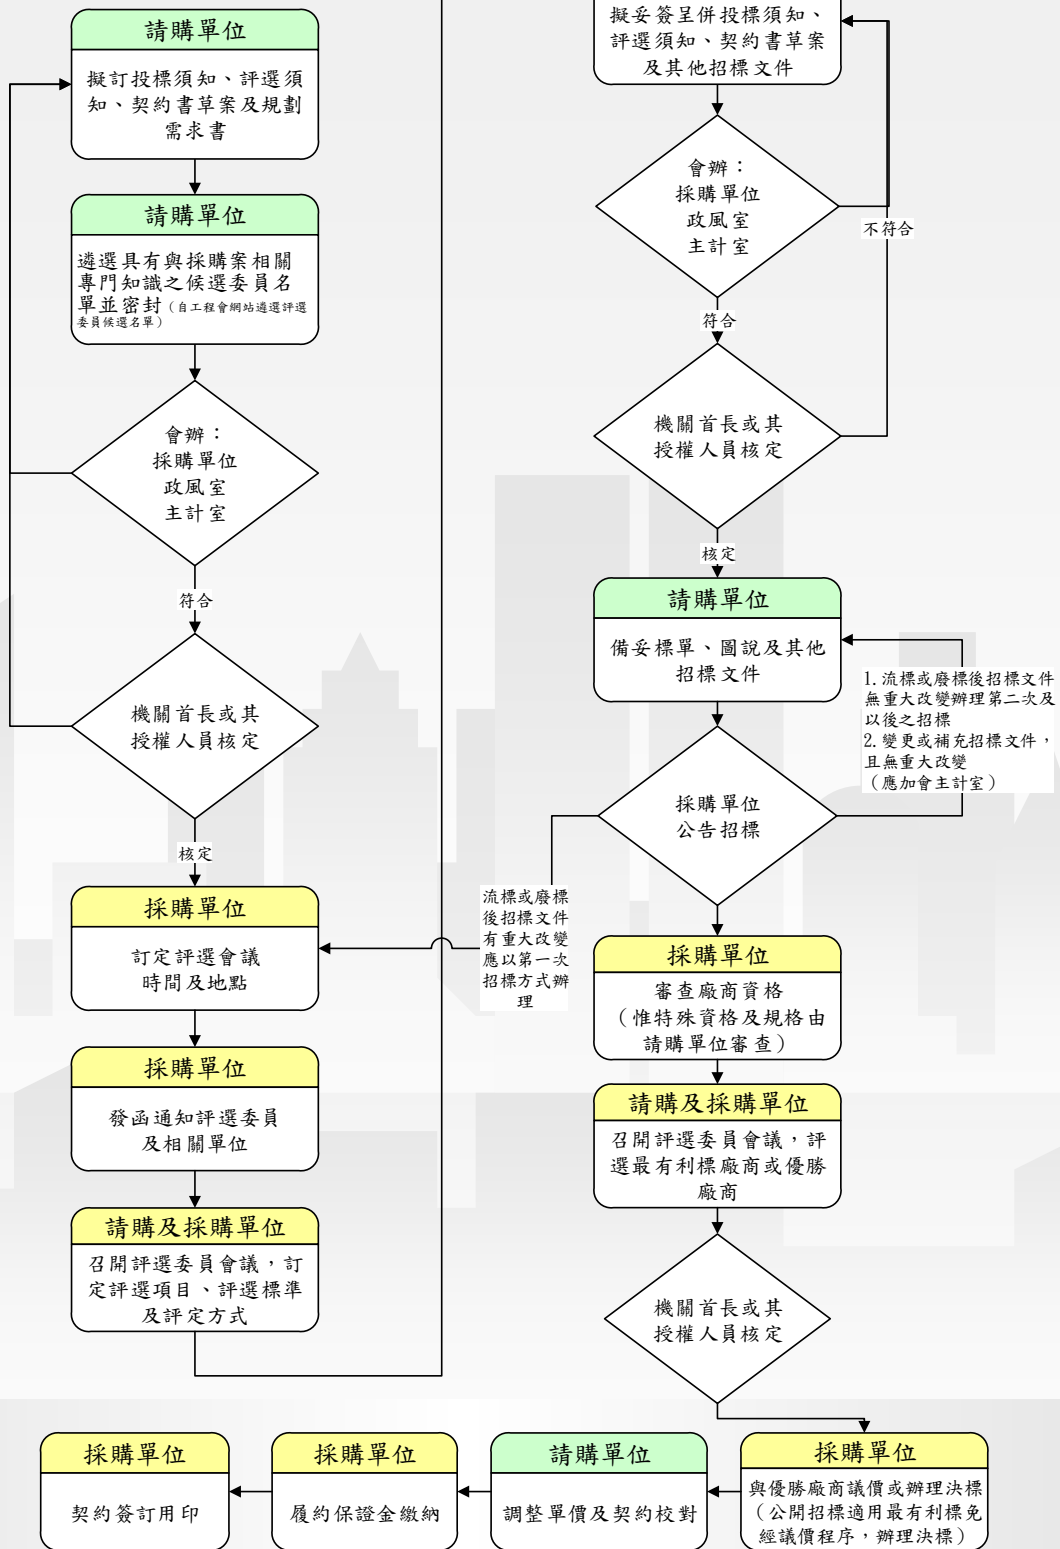 請購單位
擬訂投標須知、評選須
知、契約書草案及規劃
需求書
請購單位
遴選具有與採購案相關
專門知識之候選委員名
單並密封(自工程會網站遴選評選
委員候選名單)
會辦：
採購單位
政風室
主計室
符合
機關首長或其
授權人員核定
核定
採購單位
訂定評選會議
時間及地點
採購單位
發函通知評選委員
及相關單位
請購及採購單位
召開評選委員會議，訂
定評選項目、評選標準
及評定方式
擬妥簽呈併投標須知、
評選須知、契約書草案
及其他招標文件
會辦：
採購單位
政風室
主計室
不符合
符合
機關首長或其
授權人員核定
核定
請購單位
備妥標單、圖說及其他
招標文件
1. 流標或廢標後招標文件
無重大改變辦理第二次及
以後之招標
2. 變更或補充招標文件，
且無重大改變
（應加會主計室）
採購單位
公告招標
流標或廢標
後招標文件
有重大改變
應以第一次
招標方式辦
理
採購單位
審查廠商資格
（惟特殊資格及規格由
請購單位審查）
請購及採購單位
召開評選委員會議，評
選最有利標廠商或優勝
廠商
機關首長或其
授權人員核定
採購單位
與優勝廠商議價或辦理決標
（公開招標適用最有利標免
經議價程序，辦理決標）
請購單位
調整單價及契約校對
採購單位
履約保證金繳納
採購單位
契約簽訂用印